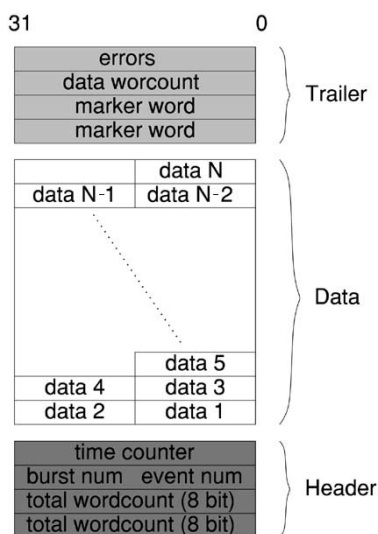 31 0
errors
data worcount
marker word
marker word
Trailer
data N
data N-1 data N-2
Data
data 5
data 4 data 3
data 2 data 1
time counter
burst num event num
total wordcount (8 bit)
total wordcount (8 bit)
Header